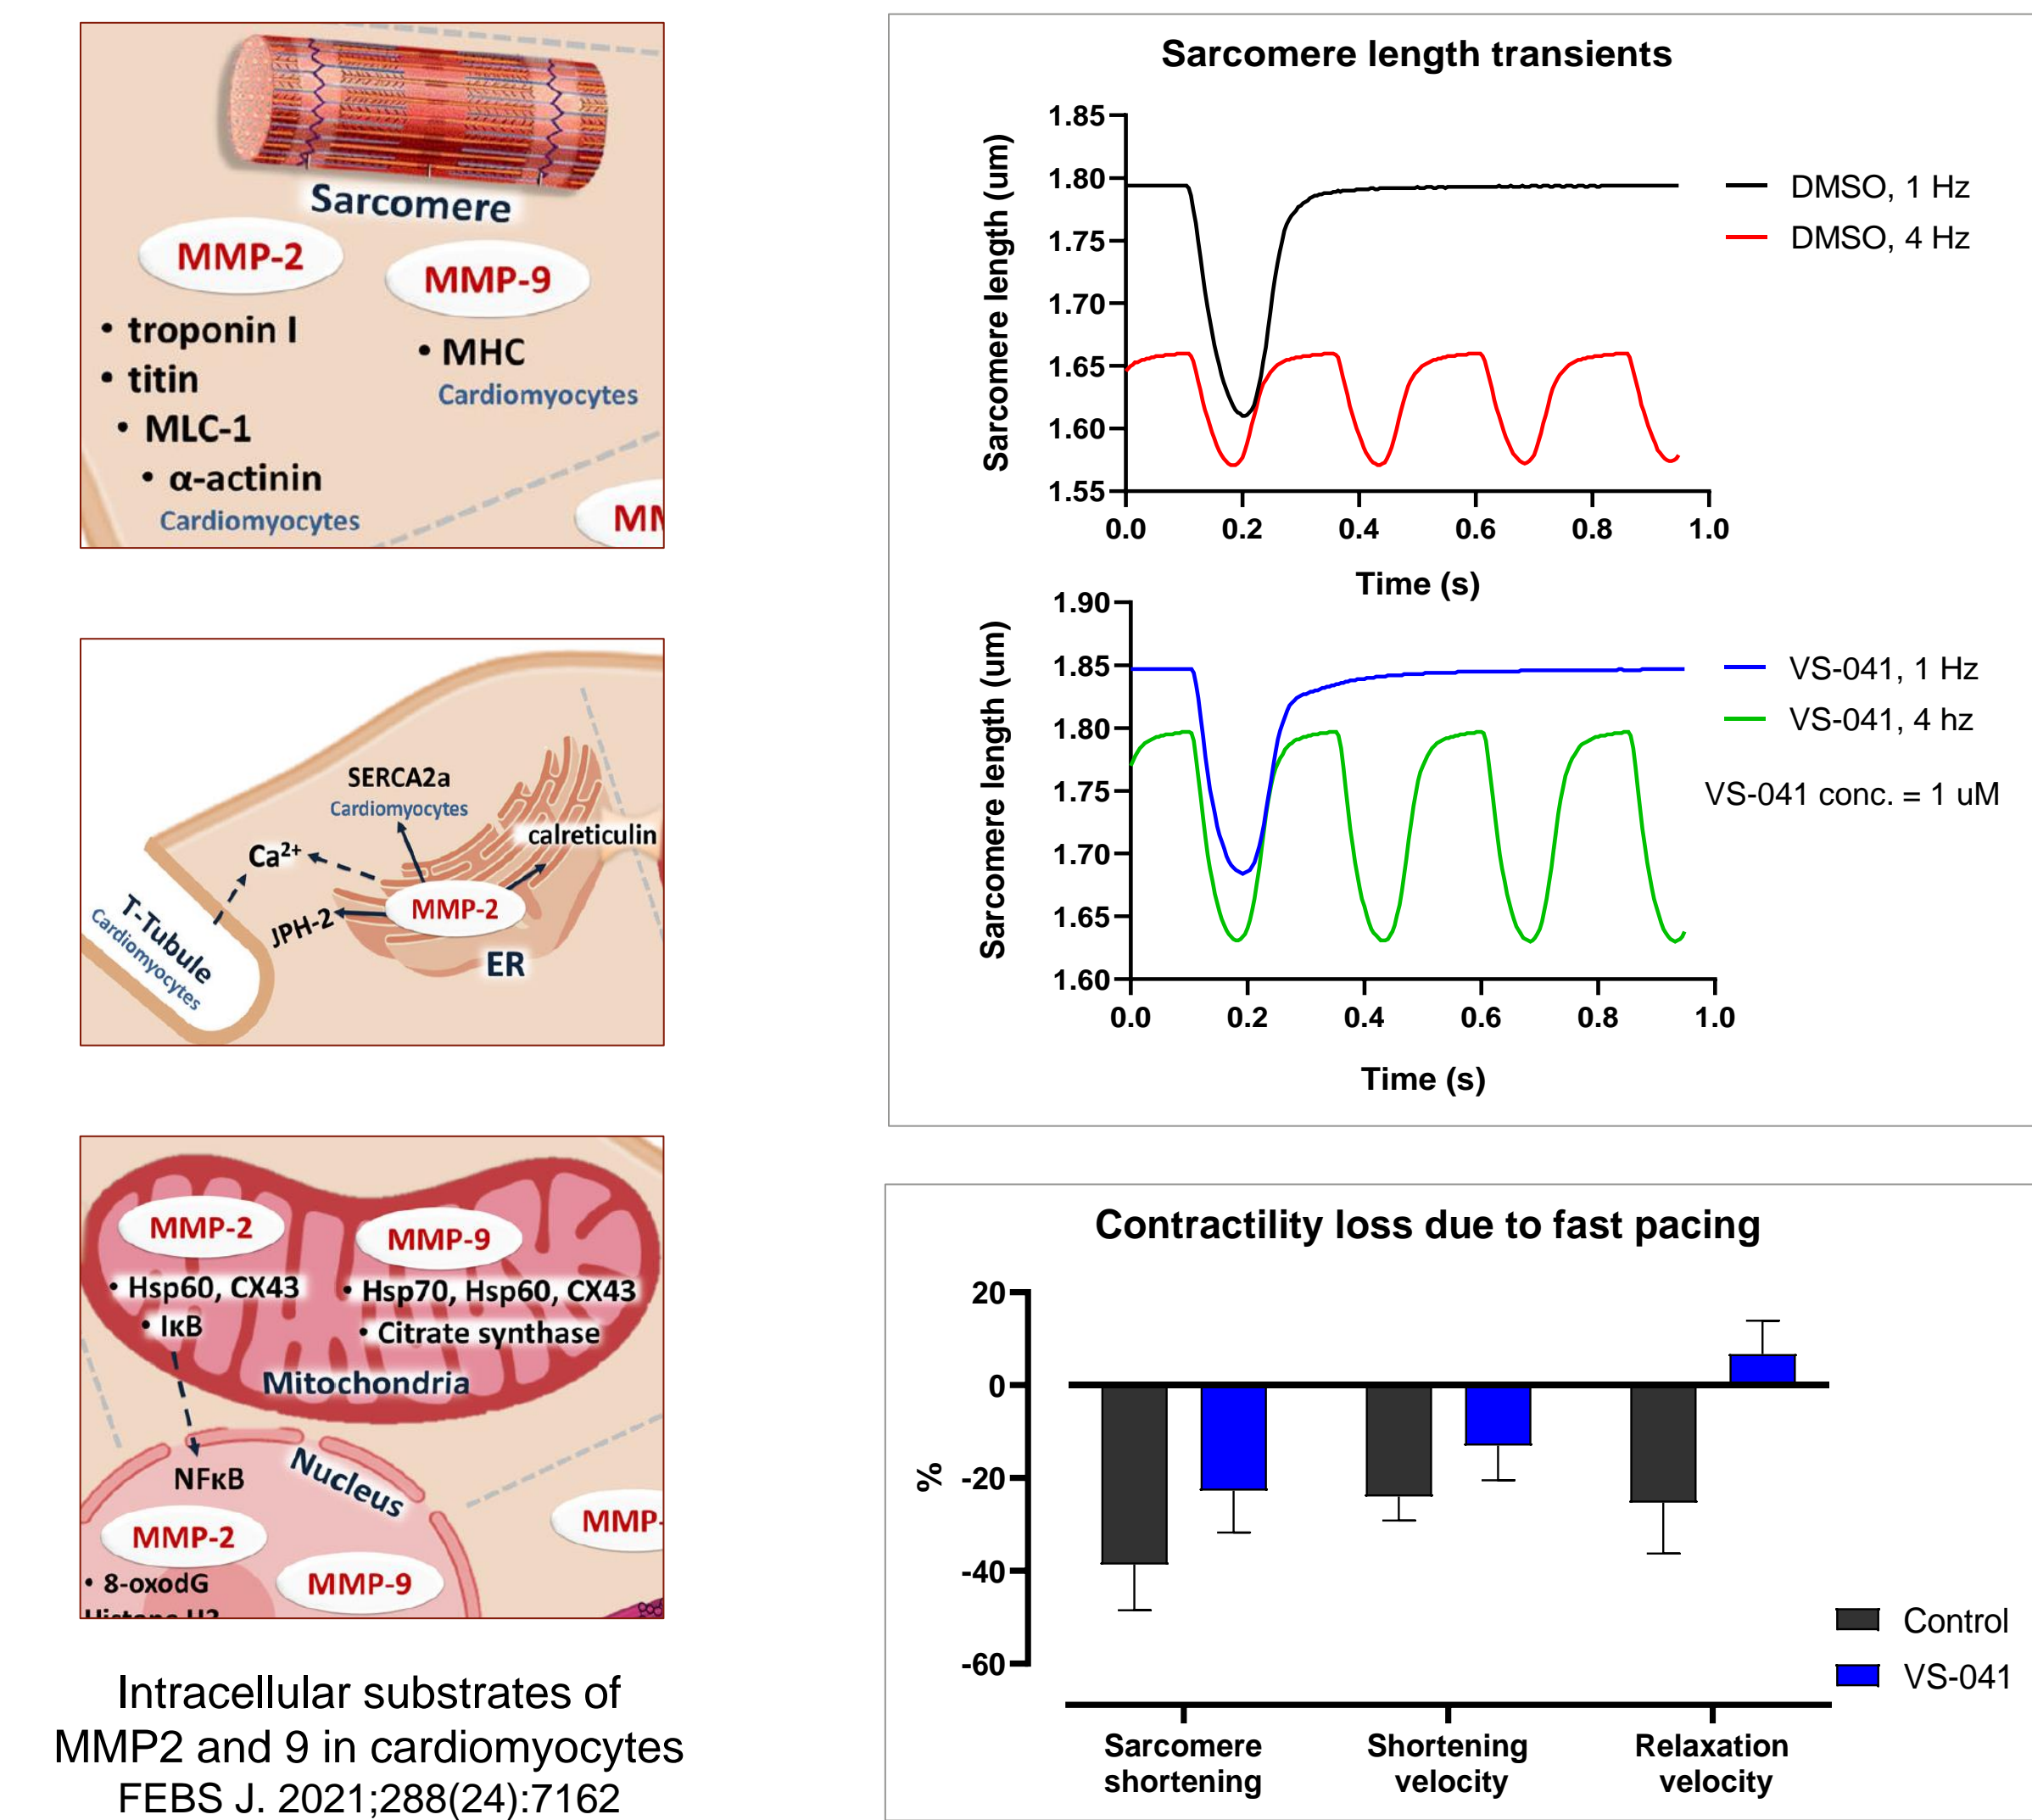 Sarcomere
MMP-2
MMP-9
• troponin I
• titin
• MLC-1
• α-actinin
Cardiomyocytes
• MHC
Cardiomyocytes
SERCA2a
Cardiomyocytes
calreticulin
Ca²⁺
MMP-2
JPH-2
T-Tubule
Cardiomyocytes
ER
MMP-2
MMP-9
• Hsp60, CX43
• IκB
• Hsp70, Hsp60, CX43
• Citrate synthase
Mitochondria
NFκB
Nucleus
MMP-2
MMP-
• 8-oxodG
MMP-9
Intracellular substrates of
MMP2 and 9 in cardiomyocytes
FEBS J. 2021;288(24):7162
Sarcomere length transients
Sarcomere length (um)
1.85
1.80
1.75
1.70
1.65
1.60
1.55
0.0 0.2 0.4 0.6 0.8 1.0
Time (s)
DMSO, 1 Hz
DMSO, 4 Hz
Sarcomere length (um)
1.90
1.85
1.80
1.75
1.70
1.65
1.60
0.0 0.2 0.4 0.6 0.8 1.0
Time (s)
VS-041, 1 Hz
VS-041, 4 hz
VS-041 conc. = 1 uM
Contractility loss due to fast pacing
%
20
0
-20
-40
-60
Sarcomere
shortening
Shortening
velocity
Relaxation
velocity
Control
VS-041